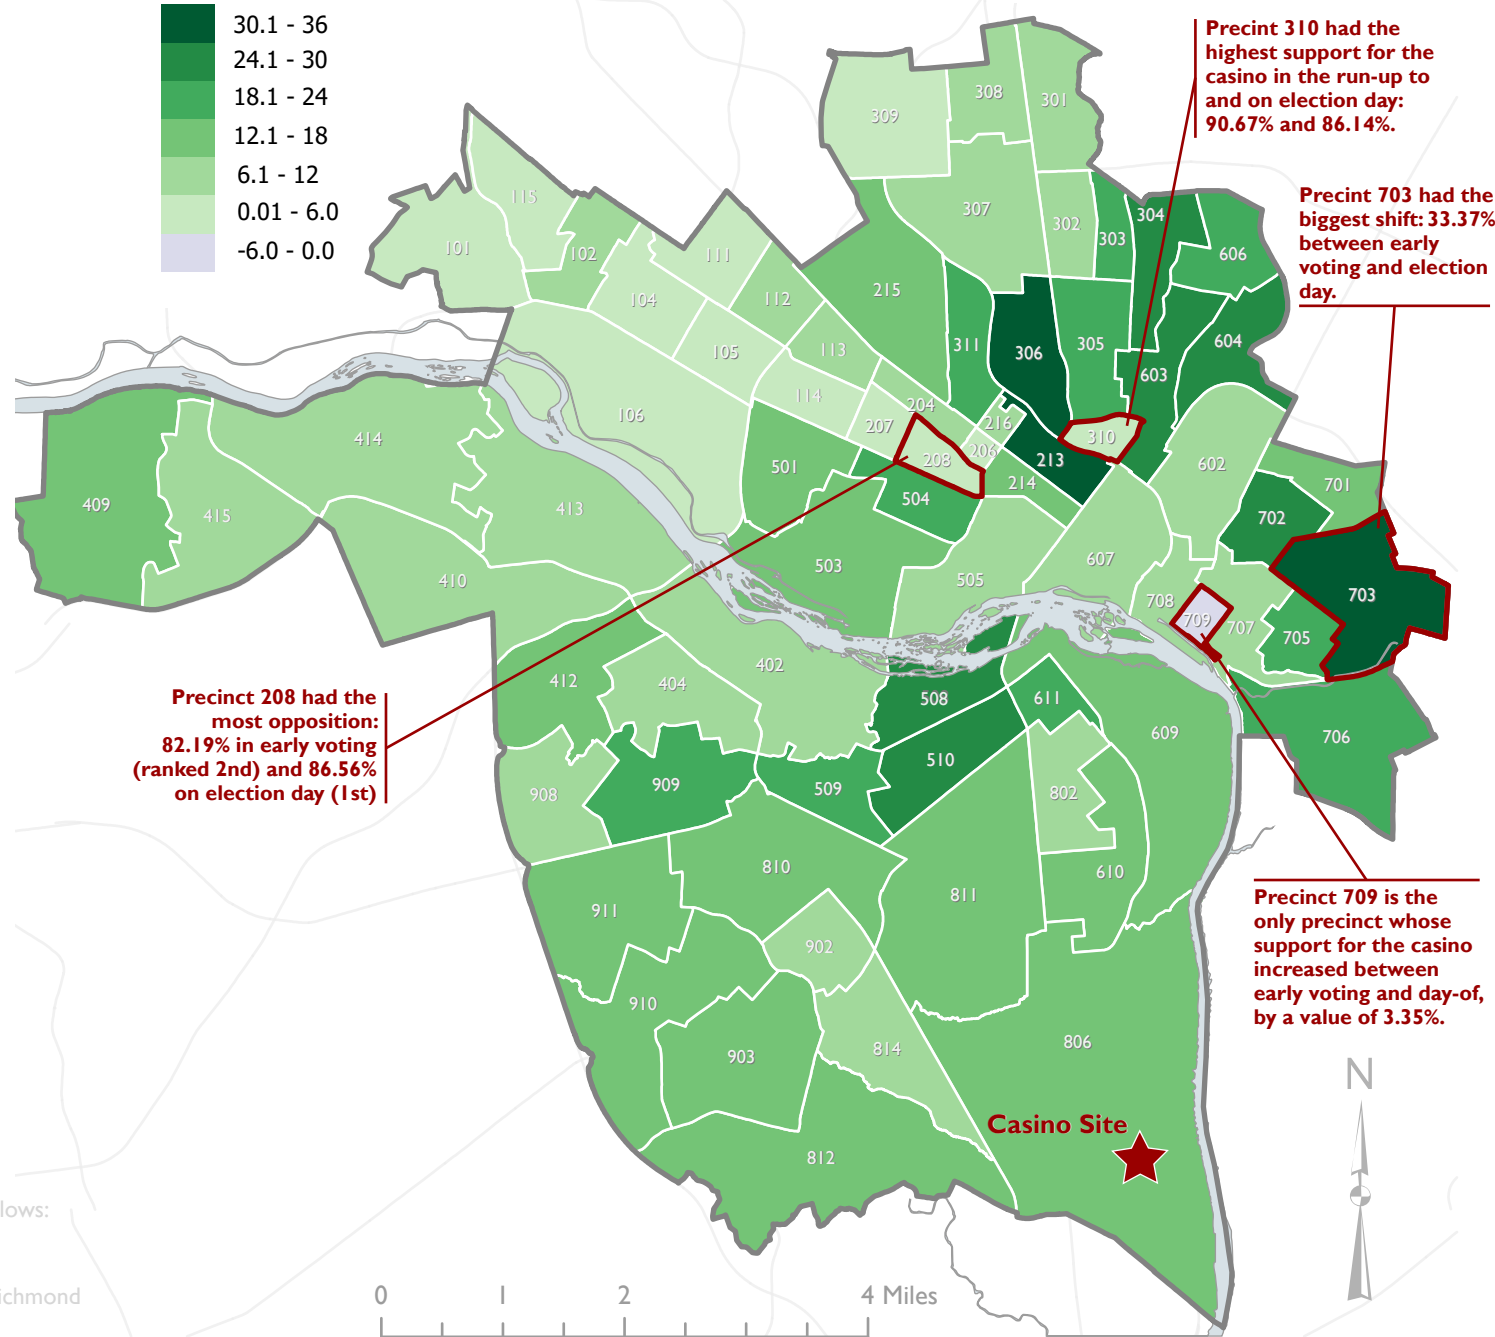 30.1 - 36
24.1 - 30
18.1 - 24
12.1 - 18
6.1 - 12
0.01 - 6.0
-6.0 - 0.0
Precint 310 had the
highest support for the
casino in the run-up to
and on election day:
90.67% and 86.14%.
Precint 703 had the
biggest shift: 33.37%
between early
voting and election
day.
Precinct 208 had the
most opposition:
82.19% in early voting
(ranked 2nd) and 86.56%
on election day (1st)
Precinct 709 is the
only precinct whose
support for the casino
increased between
early voting and day-of,
by a value of 3.35%.
308
301
309
115
307
302
303
304
606
101
102
111
104
112
215
105
113
311
306
305
604
603
114
106
207
204
216
206
310
208
213
214
602
414
501
504
701
702
409
415
413
503
505
607
410
708
709
707
705
703
402
412
404
508
611
609
706
908
909
509
510
802
810
811
610
911
902
910
903
814
806
812
Casino Site
N
lows:
ichmond
0
1
2
4 Miles